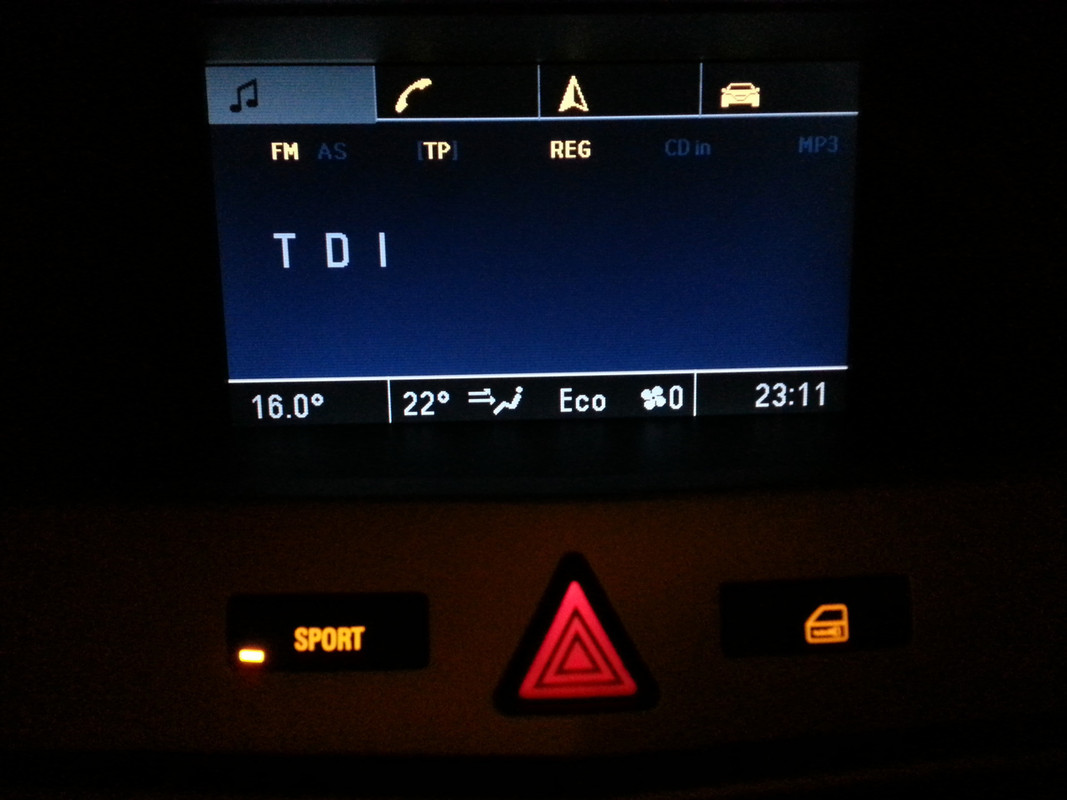 FM AS [TP] REG CD in MP3
T D I
16.0° 22° Eco 0 23:11
SPORT